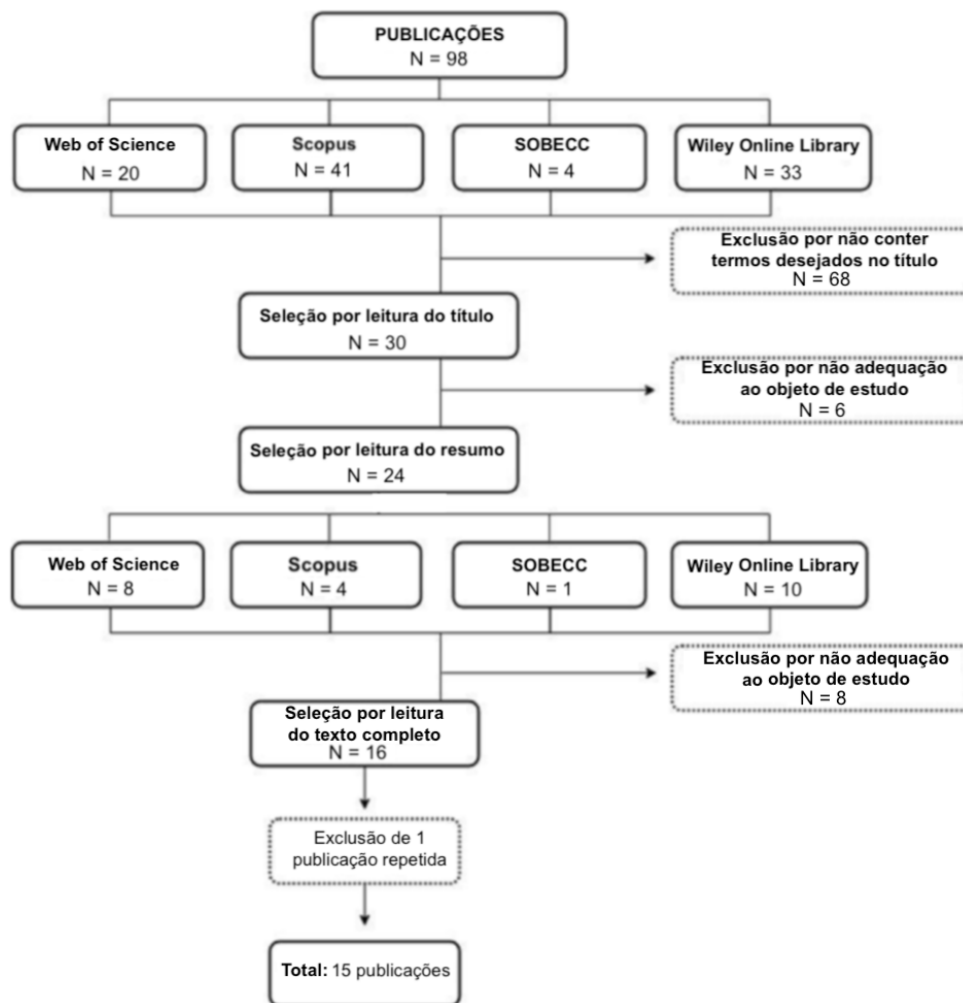 PUBLICAÇÕES
N = 98
Web of Science
N = 20
Scopus
N = 41
SOBECC
N = 4
Wiley Online Library
N = 33
Exclusão por não conter
termos desejados no título
N = 68
Seleção por leitura do título
N = 30
Exclusão por não adequação
ao objeto de estudo
N = 6
Seleção por leitura do resumo
N = 24
Web of Science
N = 8
Scopus
N = 4
SOBECC
N = 1
Wiley Online Library
N = 10
Exclusão por não adequação
ao objeto de estudo
N = 8
Seleção por leitura
do texto completo
N = 16
Exclusão de 1
publicação repetida
Total: 15 publicações